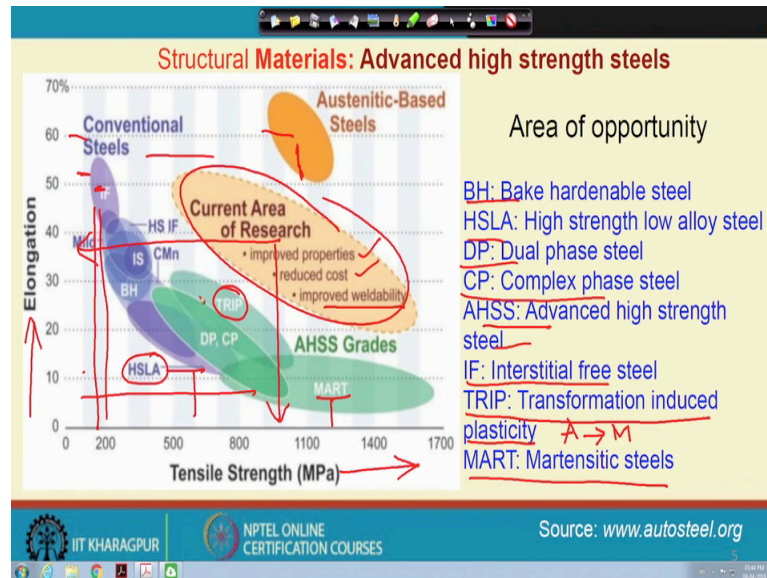 Structural Materials: Advanced high strength steels
70%
60
50
40
30
20
10
0
Elongation
0
200
500
800
1100
1400
1700
Tensile Strength (MPa)
Conventional
Steels
Austenitic-Based
Steels
IF
Current Area
of Research
• improved properties
• reduced cost
• improved weldability
Mild
HS IF
IS
CMn
BH
TRIP
DP, CP
AHSS Grades
HSLA
MART
Area of opportunity
BH: Bake hardenable steel
HSLA: High strength low alloy steel
DP: Dual phase steel
CP: Complex phase steel
AHSS: Advanced high strength
steel
IF: Interstitial free steel
TRIP: Transformation induced
plasticity A → M
MART: Martensitic steels
IIT KHARAGPUR
NPTEL ONLINE
CERTIFICATION COURSES
Source: www.autosteel.org
5